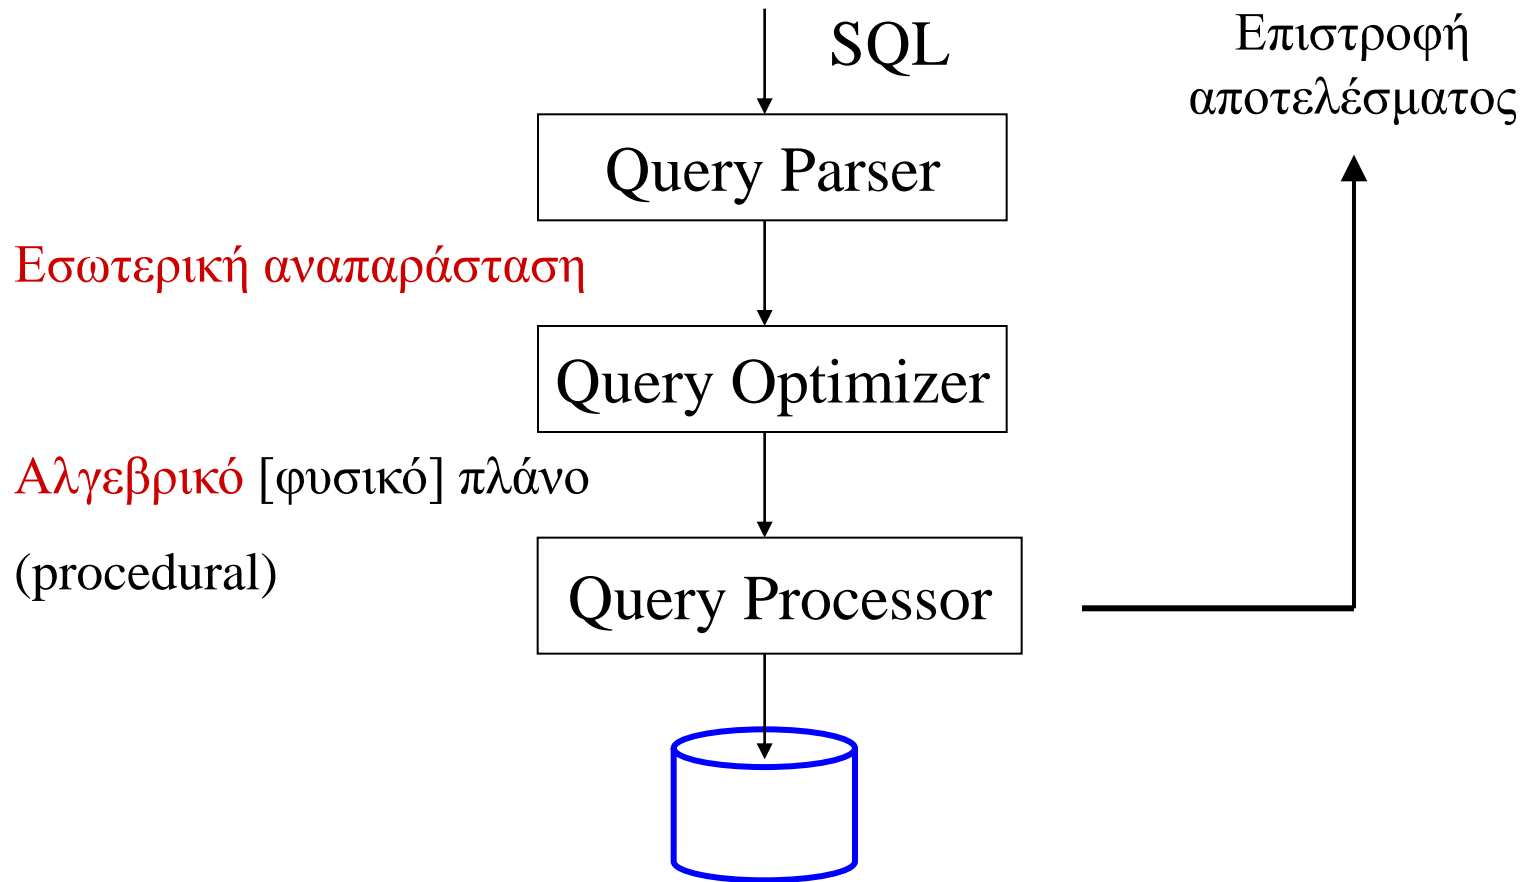 SQL
Επιστροφή
αποτελέσματος
Query Parser
Εσωτερική αναπαράσταση
Query Optimizer
Αλγεβρικό [φυσικό] πλάνο
(procedural)
Query Processor